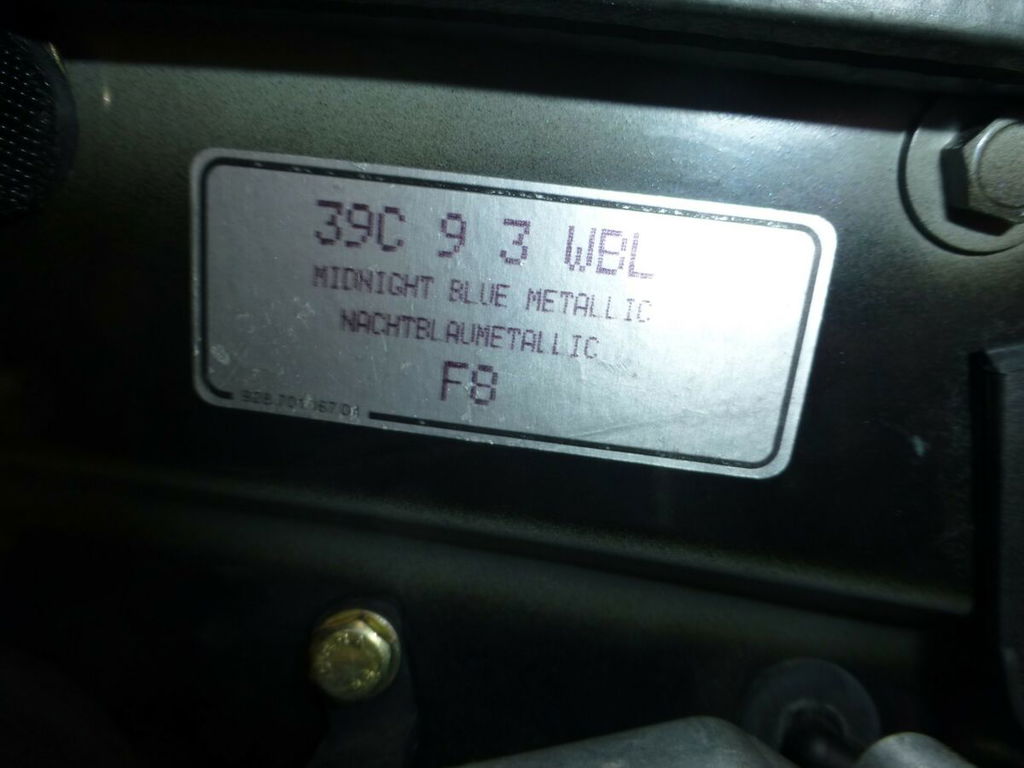 39C 9 3 WBL
MIDNIGHT BLUE METALLIC
NACHTBLAUMETALLIC
F8